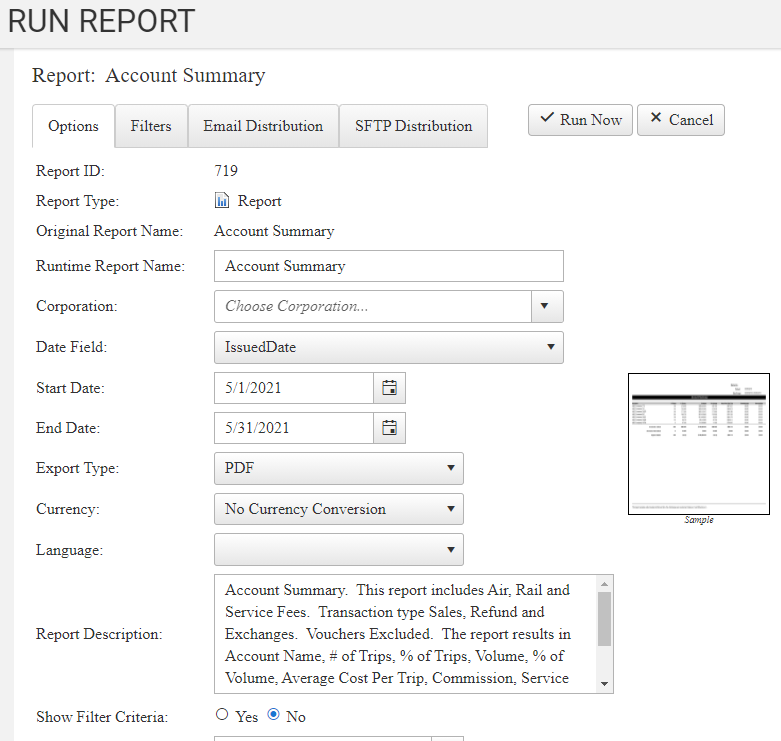 RUN REPORT
Report: Account Summary
Options Filters Email Distribution SFTP Distribution Run Now Cancel
Report ID: 719
Report Type: Report
Original Report Name: Account Summary
Runtime Report Name: Account Summary
Corporation: Choose Corporation...
Date Field: IssuedDate
Start Date: 5/1/2021
End Date: 5/31/2021
Export Type: PDF
Currency: No Currency Conversion
Sample
Language:
Account Summary. This report includes Air, Rail and
Service Fees. Transaction type Sales, Refund and
Report Description: Exchanges. Vouchers Excluded. The report results in
Account Name, # of Trips, % of Trips, Volume, % of
Volume, Average Cost Per Trip, Commission, Service
Show Filter Criteria: Yes No